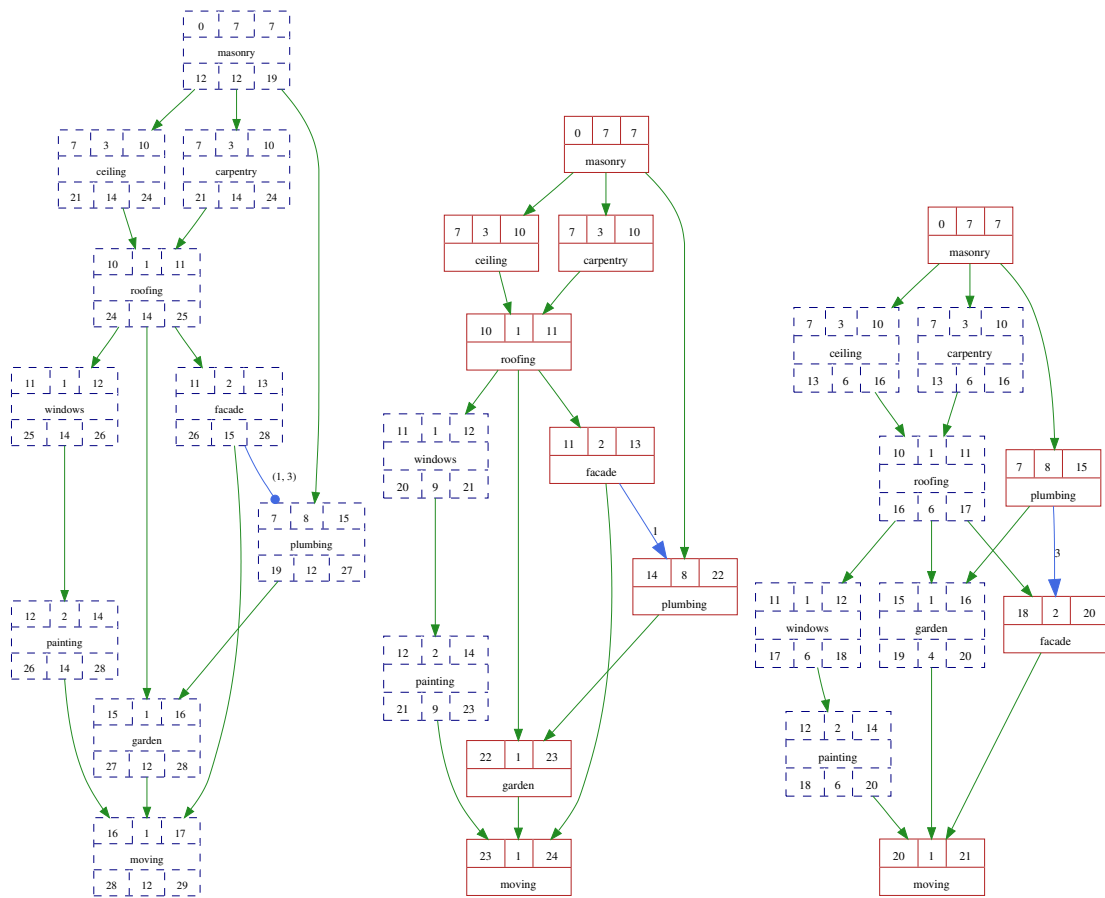 0 7 7
masonry
12 12 19
7 3 10
ceiling
21 14 24
7 3 10
carpentry
21 14 24
10 1 11
roofing
24 14 25
11 1 12
windows
25 14 26
11 2 13
facade
26 15 28
(1, 3)
7 8 15
plumbing
19 12 27
12 2 14
painting
26 14 28
15 1 16
garden
27 12 28
16 1 17
moving
28 12 29
0 7 7
masonry
7 3 10
ceiling
7 3 10
carpentry
10 1 11
roofing
11 1 12
windows
20 9 21
11 2 13
facade
1
14 8 22
plumbing
12 2 14
painting
21 9 23
22 1 23
garden
23 1 24
moving
0 7 7
masonry
7 3 10
ceiling
13 6 16
7 3 10
carpentry
13 6 16
10 1 11
roofing
16 6 17
7 8 15
plumbing
3
11 1 12
windows
17 6 18
15 1 16
garden
19 4 20
18 2 20
facade
12 2 14
painting
18 6 20
20 1 21
moving